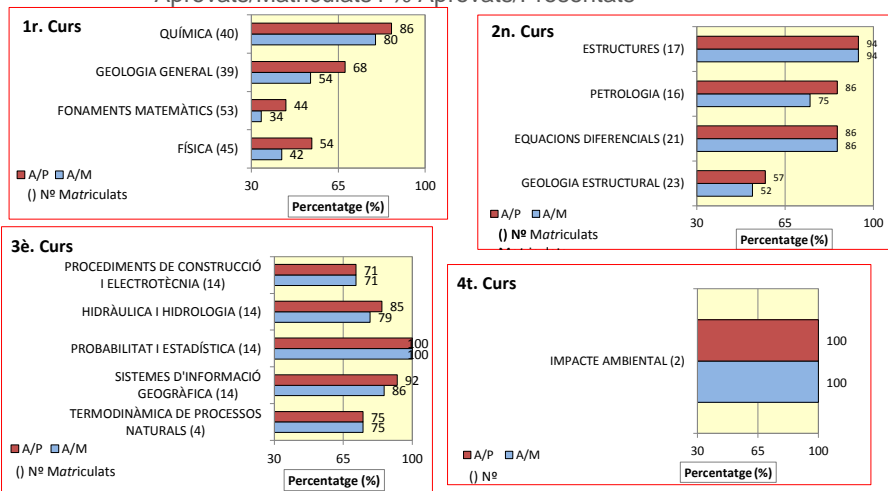 Aprovats/Matriculats i % Aprovats/Presentats
1r. Curs
QUÍMICA (40)
86
80
GEOLOGIA GENERAL (39)
68
54
FONAMENTS MATEMÀTICS (53)
44
34
FÍSICA (45)
54
42
A/P A/M
() Nº Matriculats
30 65 100
Percentatge (%)
2n. Curs
ESTRUCTURES (17)
94
94
PETROLOGIA (16)
86
75
EQUACIONS DIFERENCIALS (21)
86
86
GEOLOGIA ESTRUCTURAL (23)
57
52
A/P A/M
() Nº Matriculats
30 65 100
Percentatge (%)
3è. Curs
PROCEDIMENTS DE CONSTRUCCIÓ
I ELECTROTÈCNIA (14)
71
71
HIDRÀULICA I HIDROLOGIA (14)
85
79
PROBABILITAT I ESTADÍSTICA (14)
100
100
SISTEMES D'INFORMACIÓ
GEOGRÀFICA (14)
92
86
TERMODINÀMICA DE PROCESSOS
NATURALS (4)
75
75
A/P A/M
() Nº Matriculats
30 65 100
Percentatge (%)
4t. Curs
IMPACTE AMBIENTAL (2)
100
100
A/P A/M
() Nº
30 65 100
Percentatge (%)